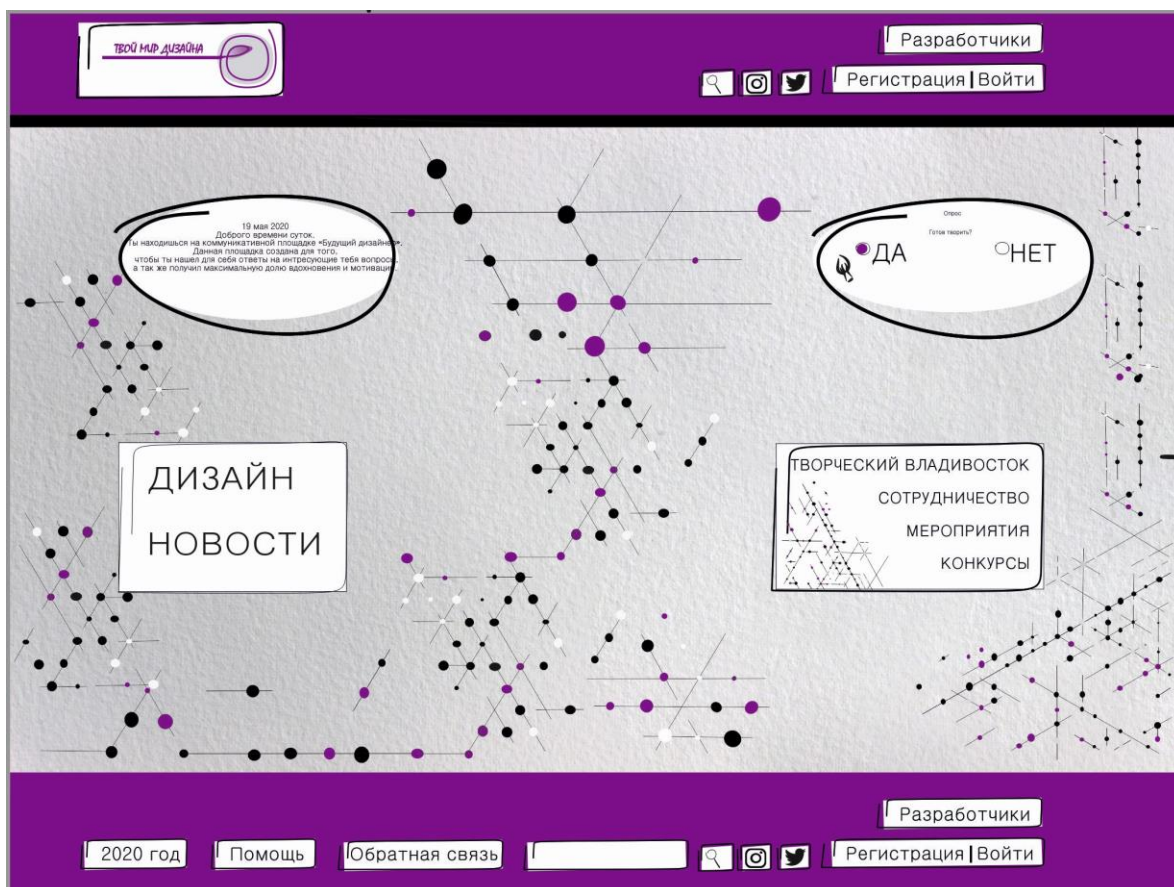 ТВОЙ МИР ДИЗАЙНА
Разработчики
Регистрация|Войти
19 мая 2020
Доброго времени суток.
Ты находишься на коммуникативной площадке «Будущий дизайнер».
Данная площадка создана для того,
чтобы ты нашел для себя ответы на интресующие тебя вопросы,
а так же получил максимальную долю вдохновения и мотивации
Опрос
Готов творить?
ДА
НЕТ
ДИЗАЙН
НОВОСТИ
ТВОРЧЕСКИЙ ВЛАДИВОСТОК
СОТРУДНИЧЕСТВО
МЕРОПРИЯТИЯ
КОНКУРСЫ
Разработчики
2020 год
Помощь
Обратная связь
Регистрация|Войти